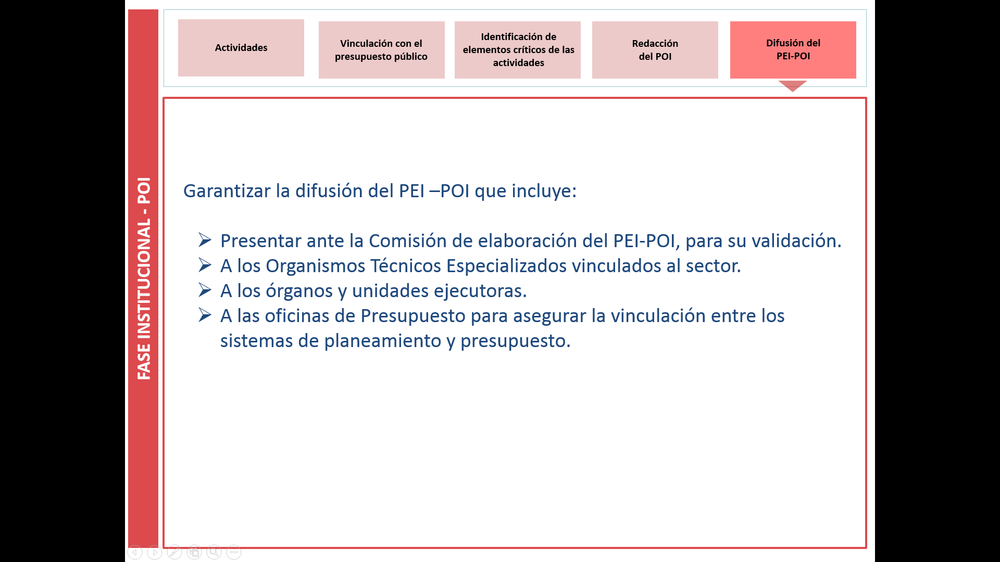 FASE INSTITUCIONAL - POI
Actividades
Vinculación con el
presupuesto público
Identificación de
elementos críticos de las
actividades
Redacción
del POI
Difusión del
PEI-POI
Garantizar la difusión del PEI –POI que incluye:
Presentar ante la Comisión de elaboración del PEI-POI, para su validación.
A los Organismos Técnicos Especializados vinculados al sector.
A los órganos y unidades ejecutoras.
A las oficinas de Presupuesto para asegurar la vinculación entre los
sistemas de planeamiento y presupuesto.